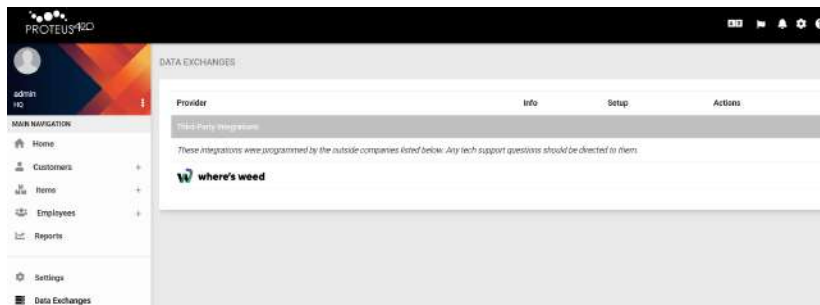 PROTEUS420
admin
HQ
MAIN NAVIGATION
Home
Customers +
Items +
Employees +
Reports
Settings
Data Exchanges
DATA EXCHANGES
Provider Info Setup Actions
Third-Party Integrations
These integrations were programmed by the outside companies listed below. Any tech support questions should be directed to them.
where's weed